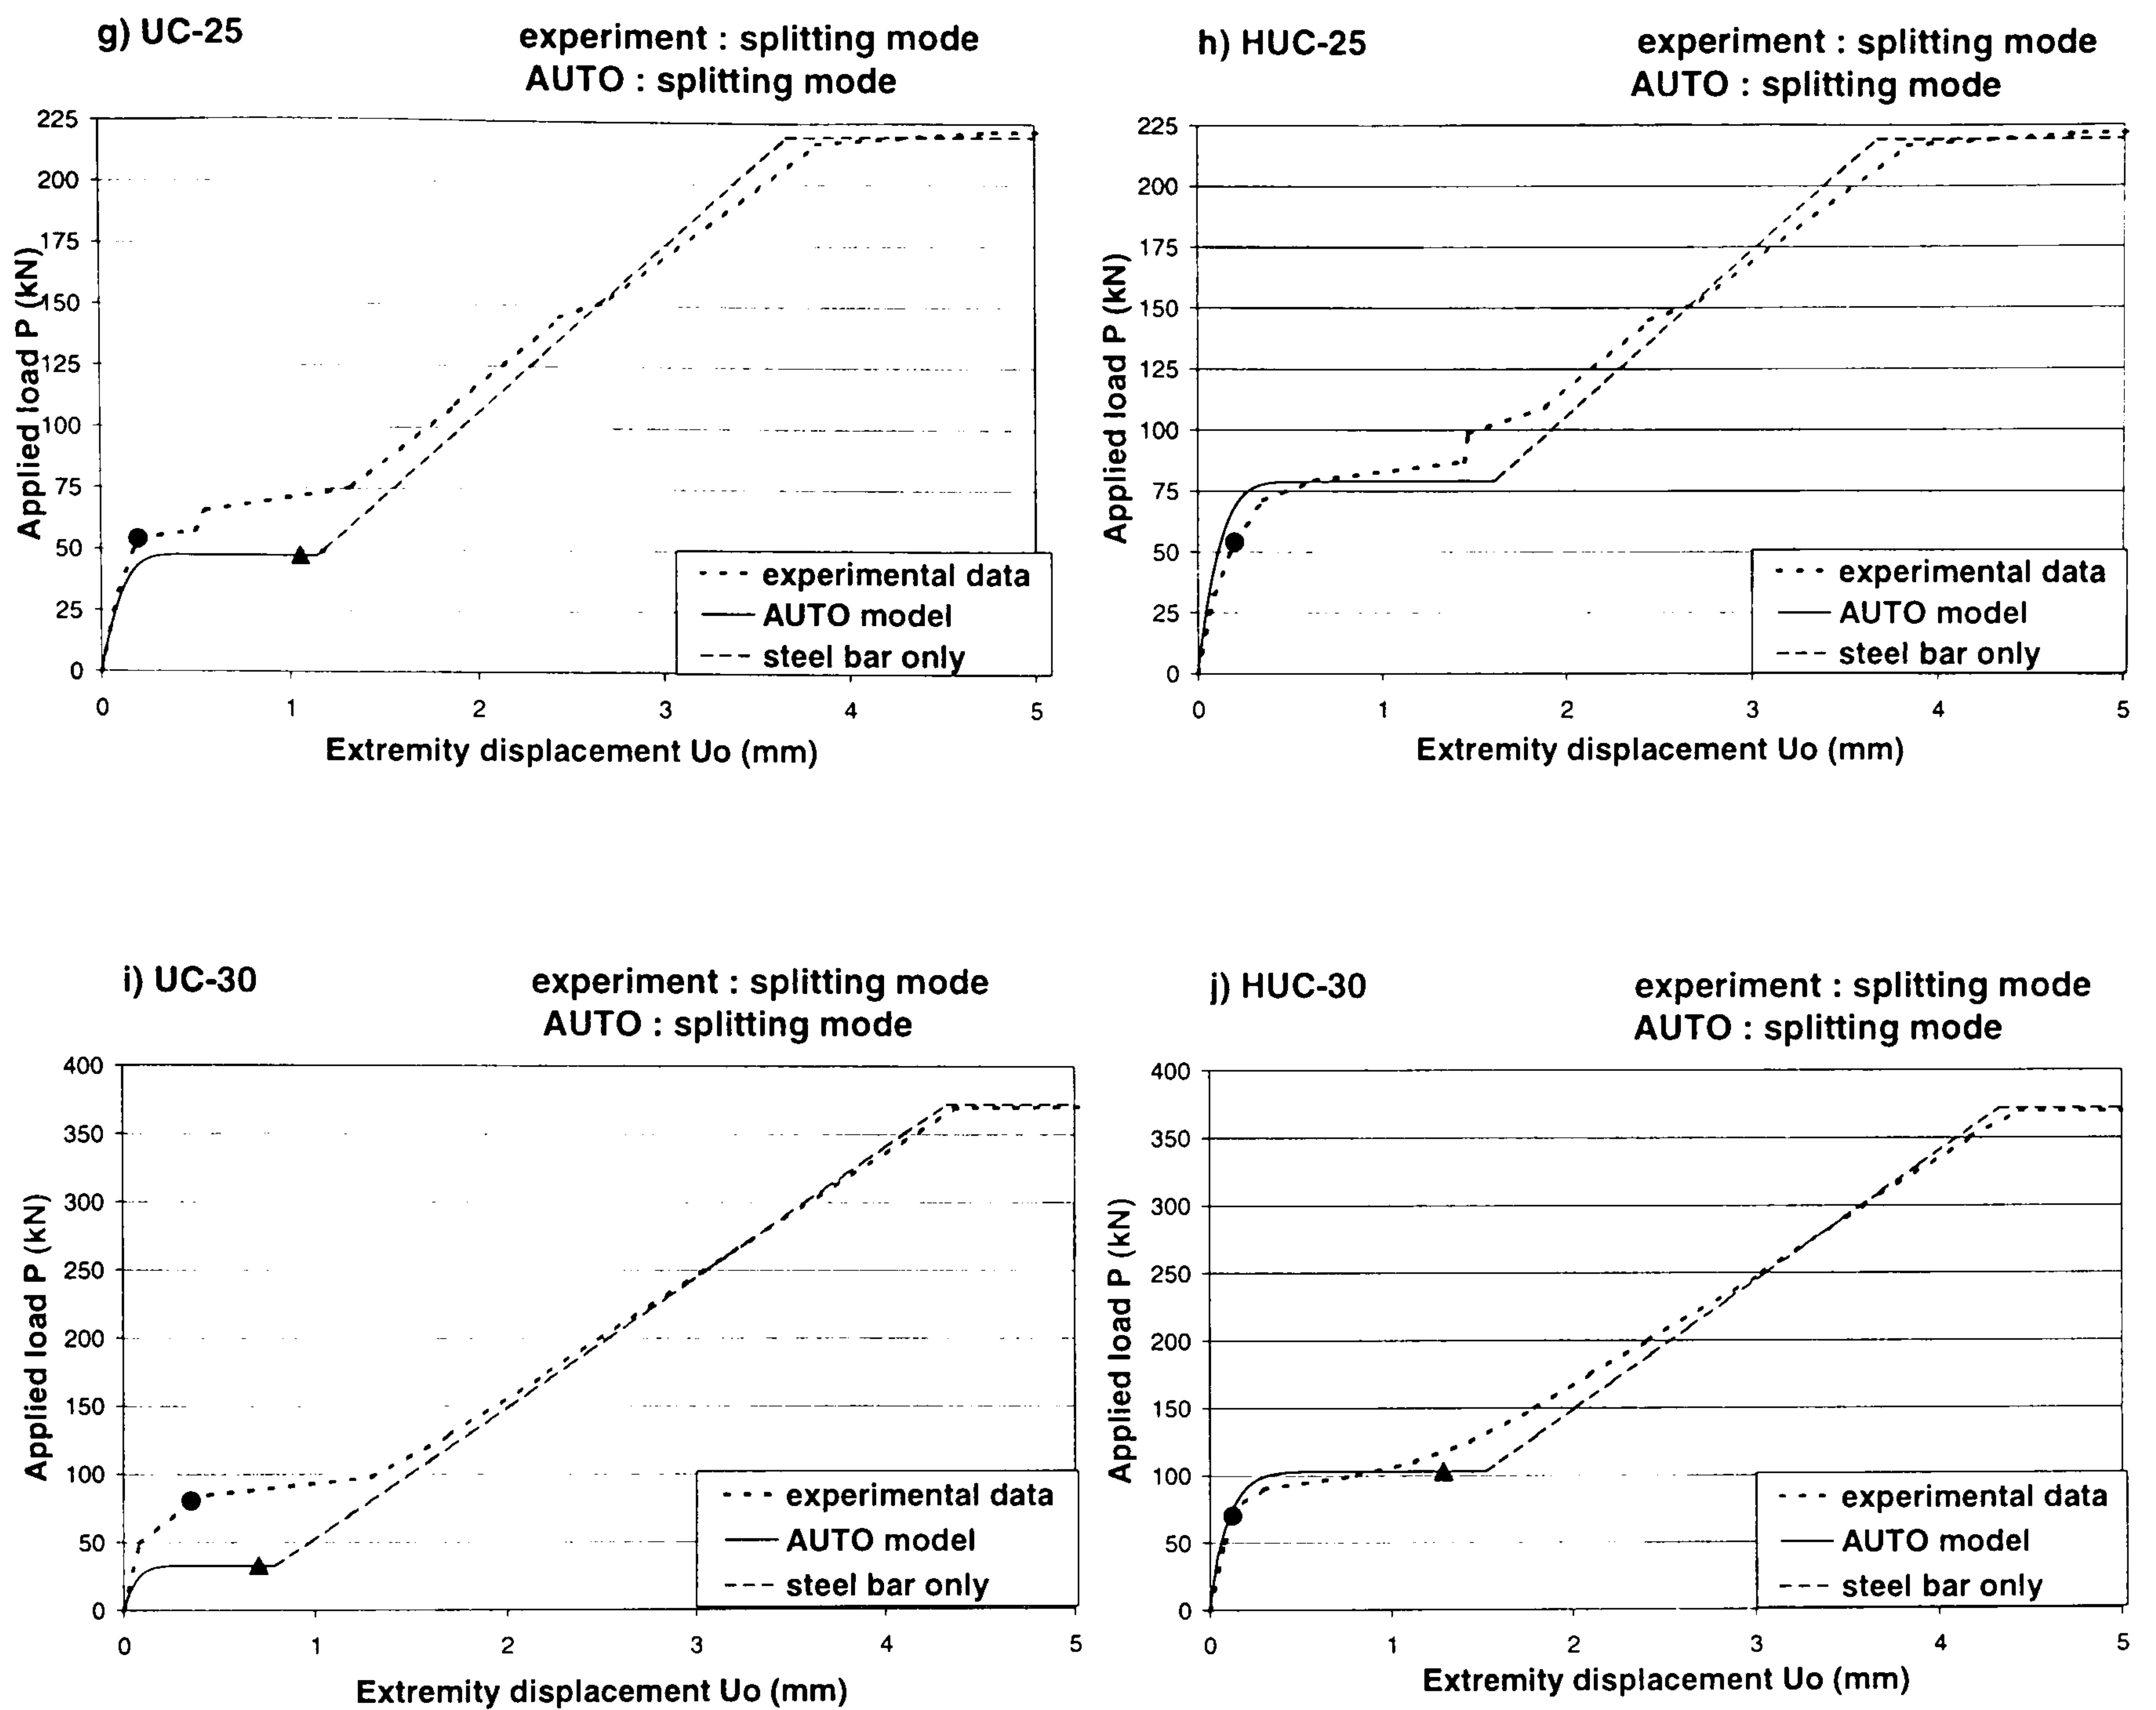 g) UC-25
experiment : splitting mode
AUTO : splitting mode
225
200
175
150
125
100
75
50
25
0
Applied load P (kN)
experimental data
AUTO model
steel bar only
0 1 2 3 4 5
Extremity displacement Uo (mm)
h) HUC-25
experiment : splitting mode
AUTO : splitting mode
225
200
175
150
125
100
75
50
25
0
Applied load P (kN)
experimental data
AUTO model
steel bar only
0 1 2 3 4 5
Extremity displacement Uo (mm)
i) UC-30
experiment : splitting mode
AUTO : splitting mode
400
350
300
250
200
150
100
50
0
Applied load P (kN)
experimental data
AUTO model
steel bar only
0 1 2 3 4 5
Extremity displacement Uo (mm)
j) HUC-30
experiment : splitting mode
AUTO : splitting mode
400
350
300
250
200
150
100
50
0
Applied load P (kN)
experimental data
AUTO model
steel bar only
0 1 2 3 4 5
Extremity displacement Uo (mm)